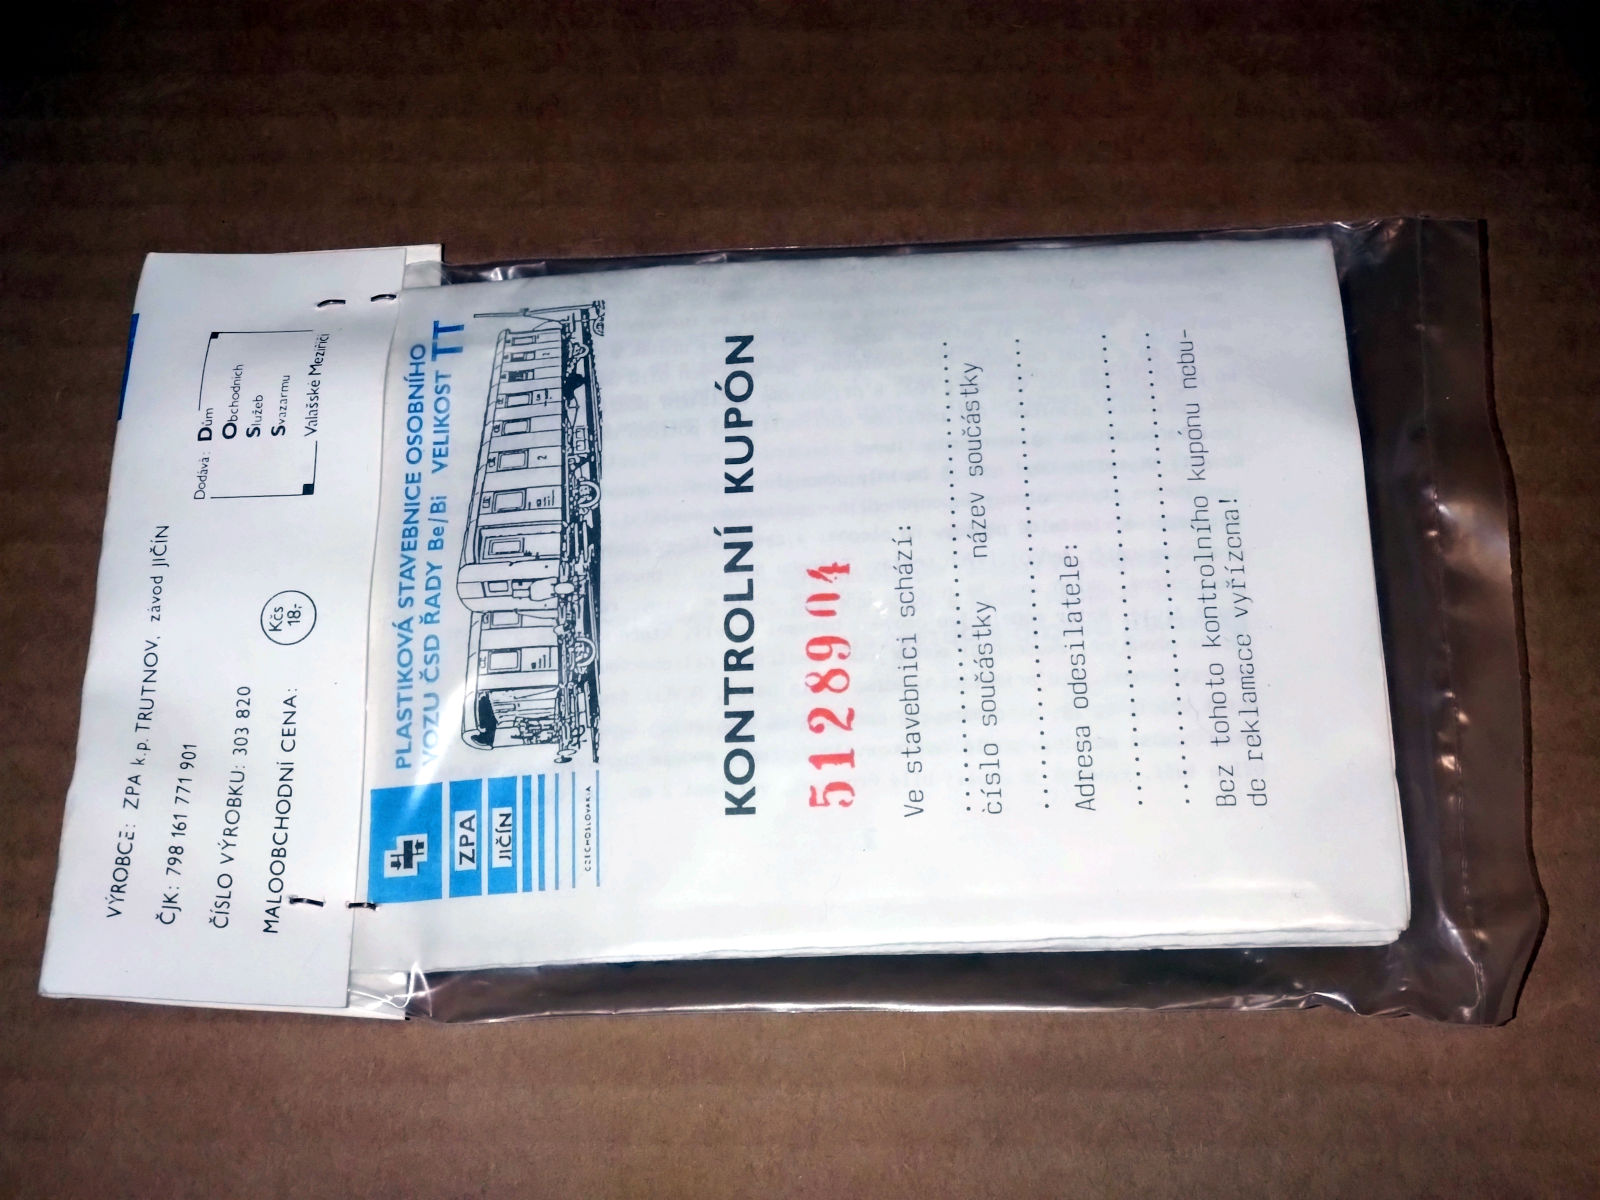 VÝROBCE: ZPA k.p. TRUTNOV, závod JIČÍN
ČJK: 798 161 771 901
ČÍSLO VÝROBKU: 303 820
MALOOBCHODNÍ CENA:
Kčs
18,-
Dodává: Dům
Obchodních
Služeb
Svazarmu
Valašské Meziříčí
PLASTIKOVÁ STAVEBNICE OSOBNÍHO
VOZU ČSD ŘADY Be/Bi VELIKOST TT
ZPA
JIČÍN
CZECHOSLOVAKIA
2
KONTROLNÍ KUPÓN
5128904
Ve stavebnici schází:
číslo součástky název součástky
Adresa odesilatele:
Bez tohoto kontrolního kupónu nebu-
de reklamace vyřízena!